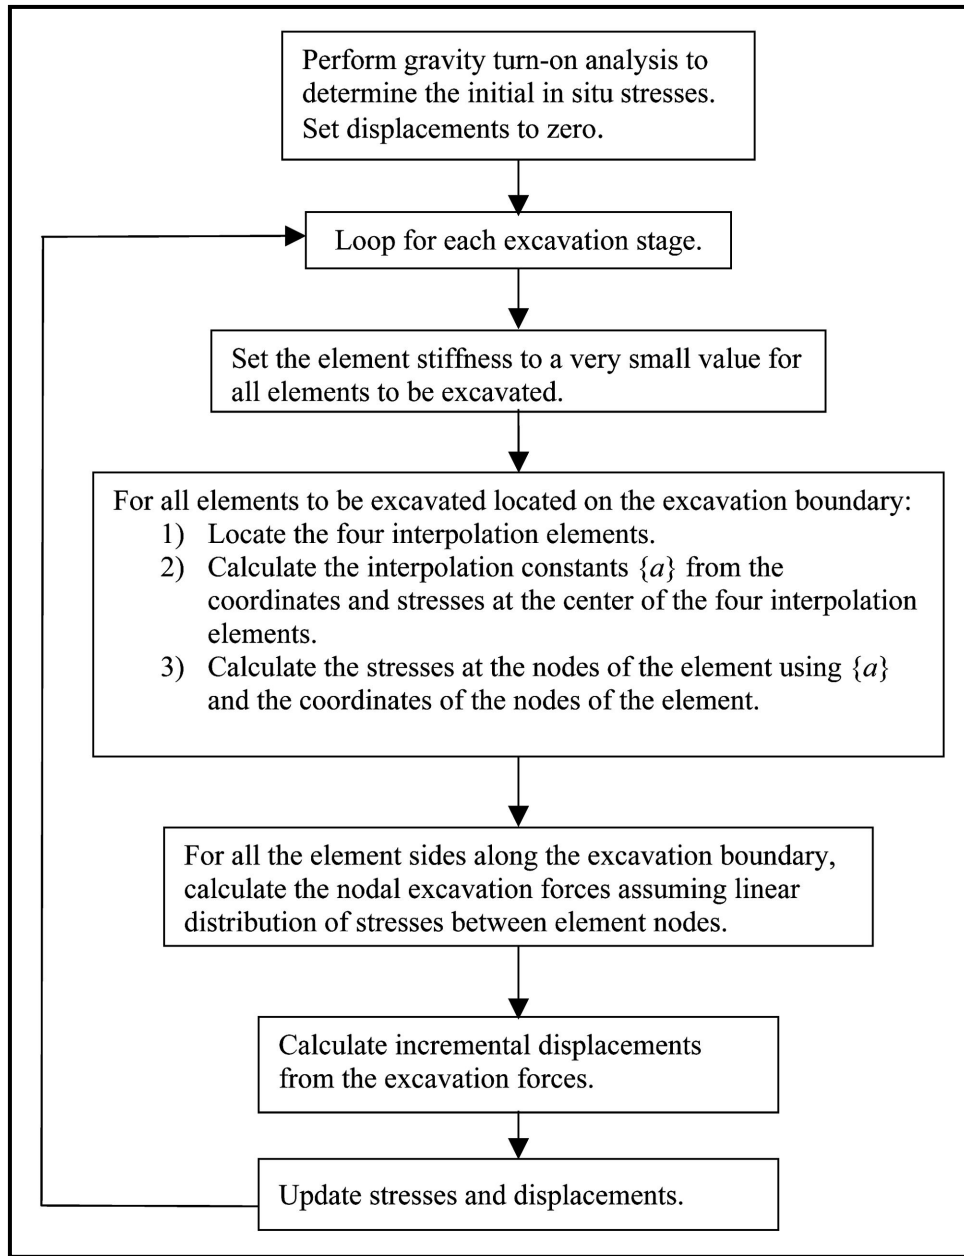 Perform gravity turn-on analysis to
determine the initial in situ stresses.
Set displacements to zero.
Loop for each excavation stage.
Set the element stiffness to a very small value for
all elements to be excavated.
For all elements to be excavated located on the excavation boundary:
1) Locate the four interpolation elements.
2) Calculate the interpolation constants {a} from the
coordinates and stresses at the center of the four interpolation
elements.
3) Calculate the stresses at the nodes of the element using {a}
and the coordinates of the nodes of the element.
For all the element sides along the excavation boundary,
calculate the nodal excavation forces assuming linear
distribution of stresses between element nodes.
Calculate incremental displacements
from the excavation forces.
Update stresses and displacements.